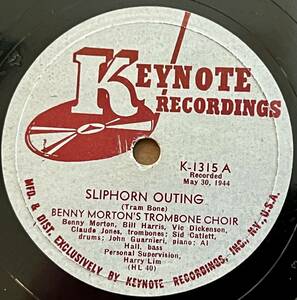 KEYNOTE
RECORDINGS
K-1315 A
Recorded
May 30, 1944
SLIPHORN OUTING
(Tram Bone)
BENNY MORTON'S TROMBONE CHOIR
Benny Morton, Bill Harris, Vic Dickenson,
Claude Jones, trombones; Sid Catlett,
drums; John Guarnieri, piano; Al
Hall, bass
Personal Supervision,
Harry Lim
(HL 40)
MFG & DIST. EXCLUSIVELY BY KEYNOTE RECORDINGS, INC., N.Y., U.S.A.